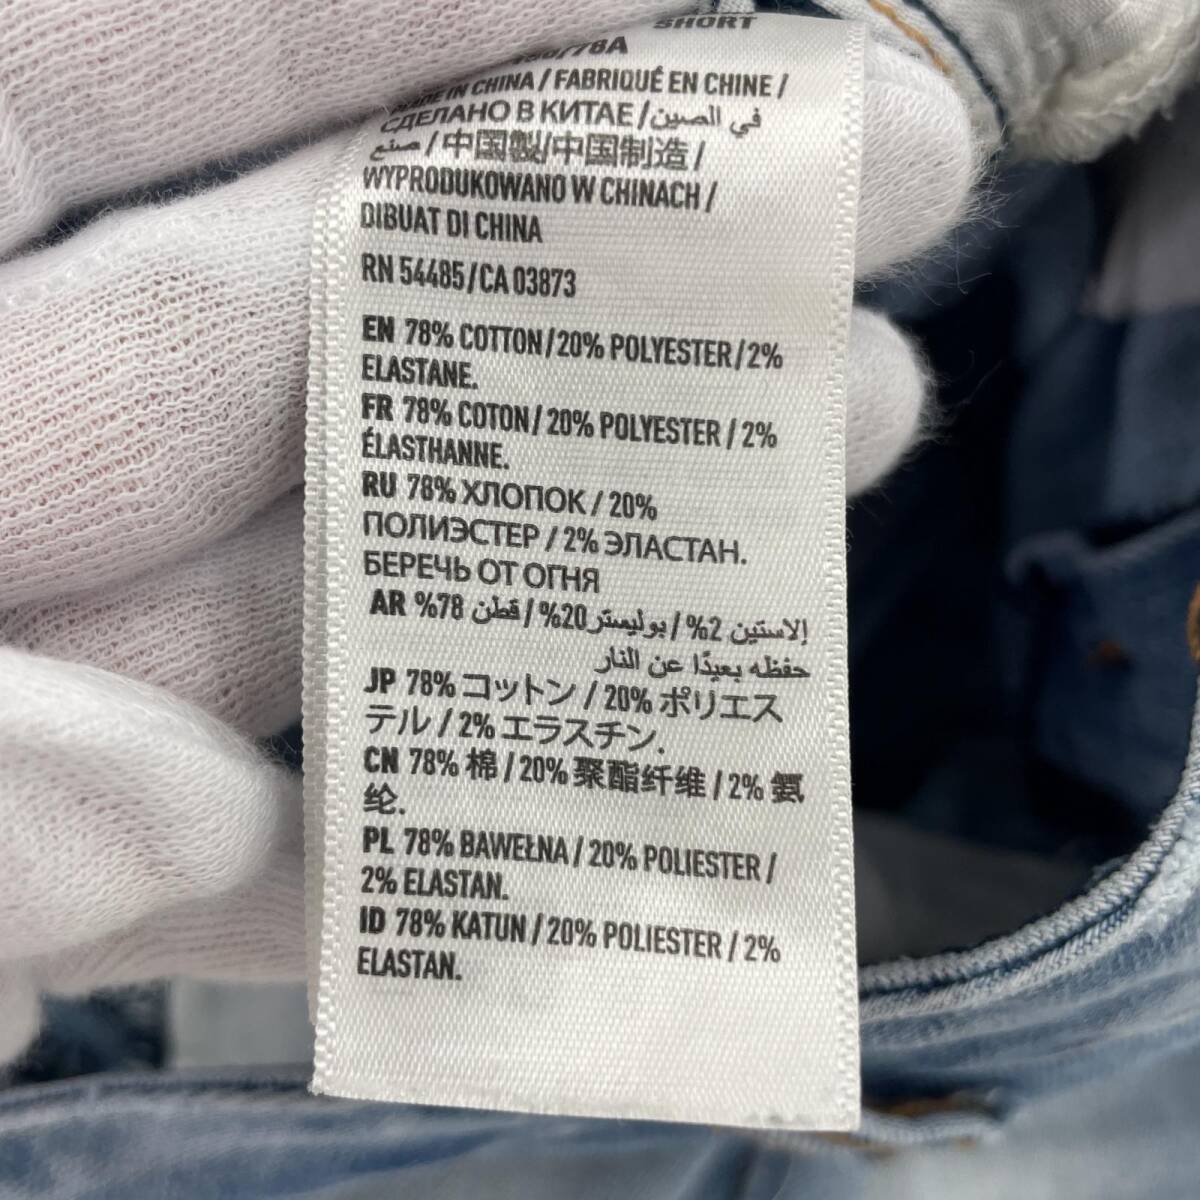 SHORT
/78A
IN CHINA / FABRIQUÉ EN CHINE /
СДЕЛАНО В КИТАЕ / في الصين
صنع / 中国製 / 中国制造 /
WYPRODUKOWANO W CHINACH /
DIBUAT DI CHINA
RN 54485 / CA 03873
EN 78% COTTON / 20% POLYESTER / 2%
ELASTANE.
FR 78% COTON / 20% POLYESTER / 2%
ÉLASTHANNE.
RU 78% ХЛОПОК / 20%
ПОЛИЭСТЕР / 2% ЭЛАСТАН.
БЕРЕЧЬ ОТ ОГНЯ
AR %78 قطن / %20 بوليستر / %2 إلاستين
حفظه بعيدًا عن النار
JP 78% コットン / 20% ポリエス
テル / 2% エラスチン.
CN 78% 棉 / 20% 聚酯纤维 / 2% 氨
纶.
PL 78% BAWEŁNA / 20% POLIESTER /
2% ELASTAN.
ID 78% KATUN / 20% POLIESTER / 2%
ELASTAN.